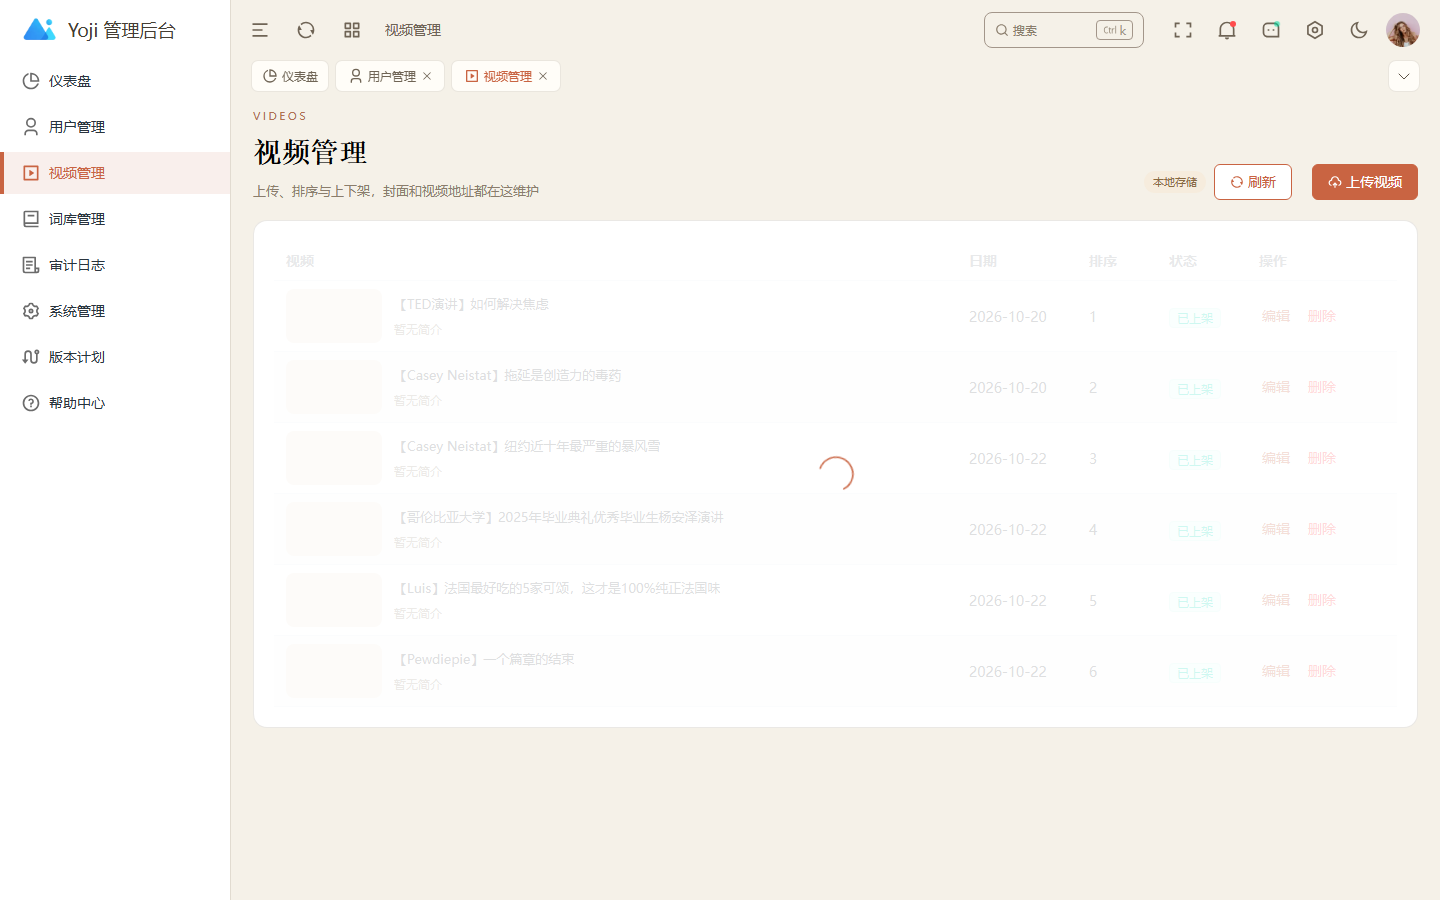 Yoji 管理后台
仪表盘
用户管理
视频管理
词库管理
审计日志
系统管理
版本计划
帮助中心
视频管理
搜索
Ctrl k
仪表盘
用户管理
视频管理
VIDEOS
视频管理
上传、排序与上下架，封面和视频地址都在这维护
本地存储
刷新
上传视频
视频 日期 排序 状态 操作
【TED演讲】如何解决焦虑
暂无简介
2026-10-20 1 已上架 编辑 删除
【Casey Neistat】拖延是创造力的毒药
暂无简介
2026-10-20 2 已上架 编辑 删除
【Casey Neistat】纽约近十年最严重的暴风雪
暂无简介
2026-10-22 3 已上架 编辑 删除
【哥伦比亚大学】2025年毕业典礼优秀毕业生杨安泽演讲
暂无简介
2026-10-22 4 已上架 编辑 删除
【Luis】法国最好吃的5家可颂，这才是100%纯正法国味
暂无简介
2026-10-22 5 已上架 编辑 删除
【Pewdiepie】一个篇章的结束
暂无简介
2026-10-22 6 已上架 编辑 删除